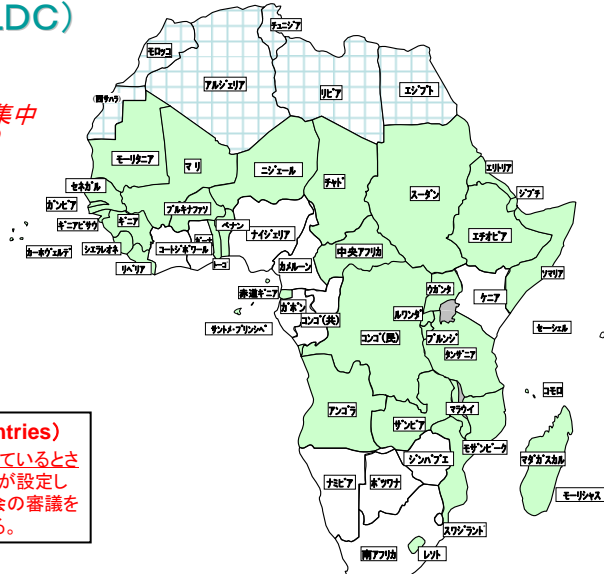 LDC）
集中
チュニジア
モロッコ
アルジェリア
リビア
エジプト
(西サハラ)
モーリタニア
マリ
ニジェール
チャド
スーダン
エリトリア
セネガル
ジブチ
ガンビア
ブルキナファソ
ギニアビサウ
ギニア
ベナン
ナイジェリア
エチオピア
カーボヴェルデ
シエラレオネ
コートジボワール
ガーナ
中央アフリカ
リベリア
トーゴ
カメルーン
ソマリア
赤道ギニア
ウガンダ
ケニア
ガボン
コンゴ(共)
ルワンダ
サントメ・プリンシペ
コンゴ(民)
ブルンジ
セーシェル
タンザニア
コモロ
アンゴラ
マラウイ
ザンビア
モザンビーク
ジンバブエ
マダガスカル
ナミビア
ボツワナ
モーリシャス
スワジランド
南アフリカ
レソト
ntries）
ているとさ
が設定し
会の審議を
る。